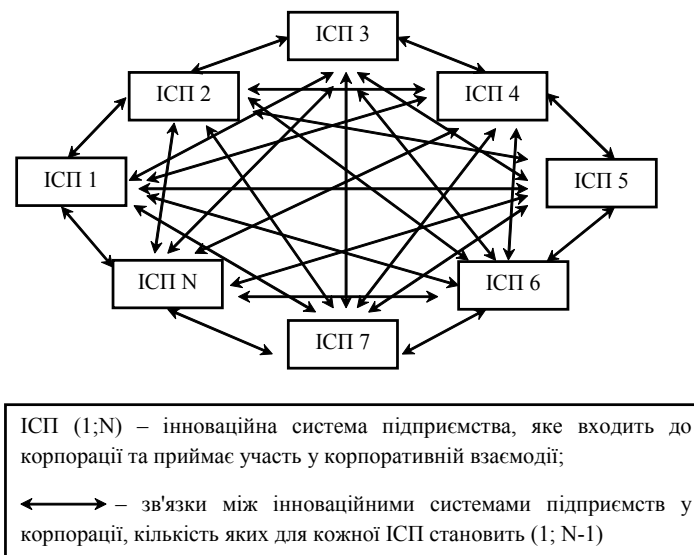 ІСП 3
ІСП 2
ІСП 4
ІСП 1
ІСП 5
ІСП N
ІСП 6
ІСП 7
ІСП (1;N) – інноваційна система підприємства, яке входить до
корпорації та приймає участь у корпоративній взаємодії;
– зв'язки між інноваційними системами підприємств у
корпорації, кількість яких для кожної ІСП становить (1; N-1)